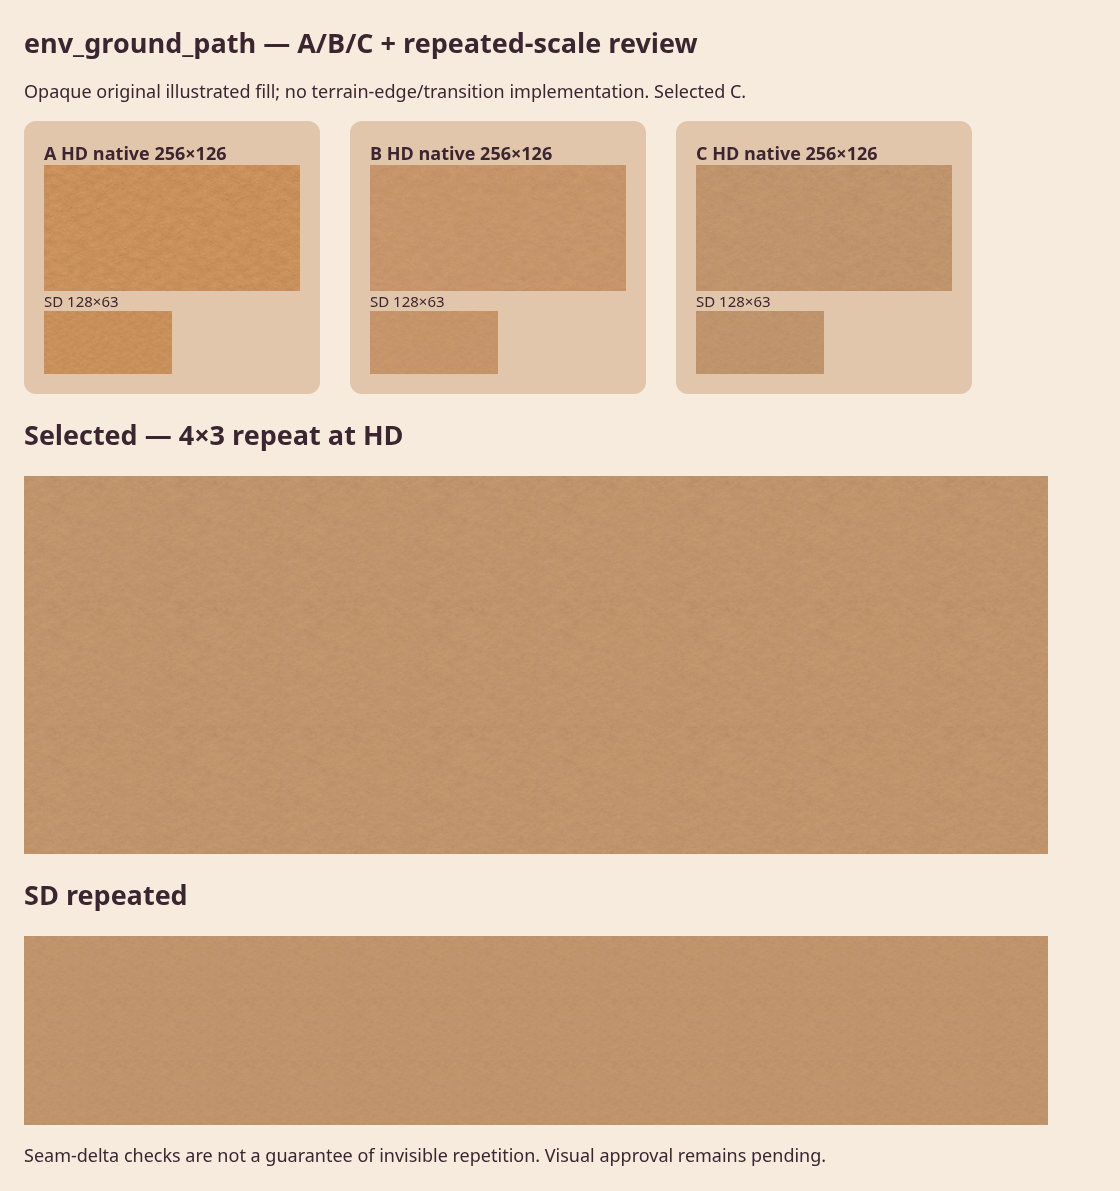 env_ground_path — A/B/C + repeated-scale review
Opaque original illustrated fill; no terrain-edge/transition implementation. Selected C.
A HD native 256×126
B HD native 256×126
C HD native 256×126
SD 128×63
SD 128×63
SD 128×63
Selected — 4×3 repeat at HD
SD repeated
Seam-delta checks are not a guarantee of invisible repetition. Visual approval remains pending.